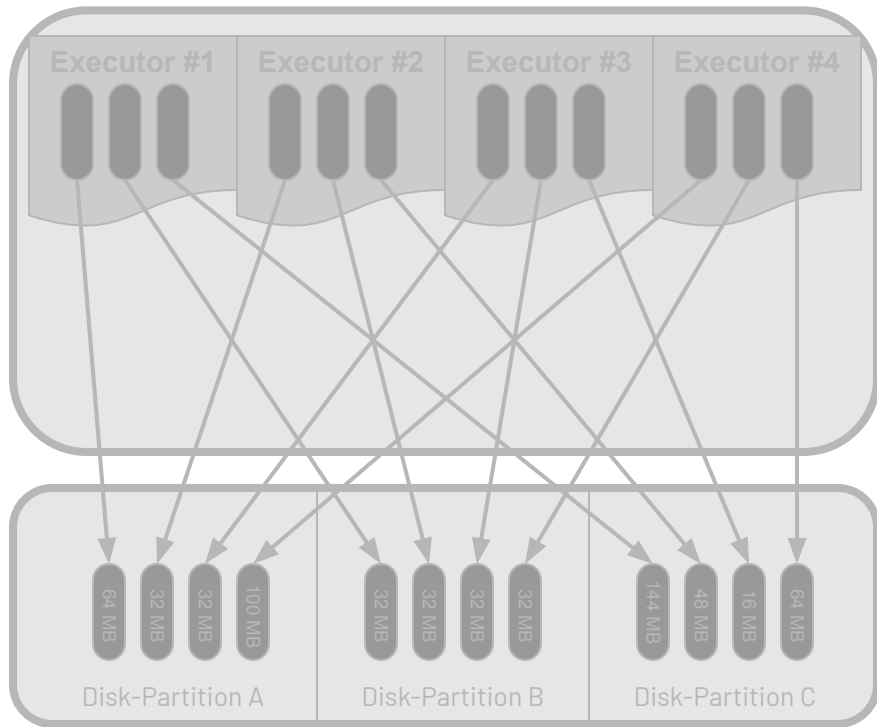 Executor #1
Executor #2
Executor #3
Executor #4
64 MB
32 MB
32 MB
100 MB
32 MB
32 MB
32 MB
32 MB
144 MB
48 MB
16 MB
64 MB
Disk-Partition A
Disk-Partition B
Disk-Partition C